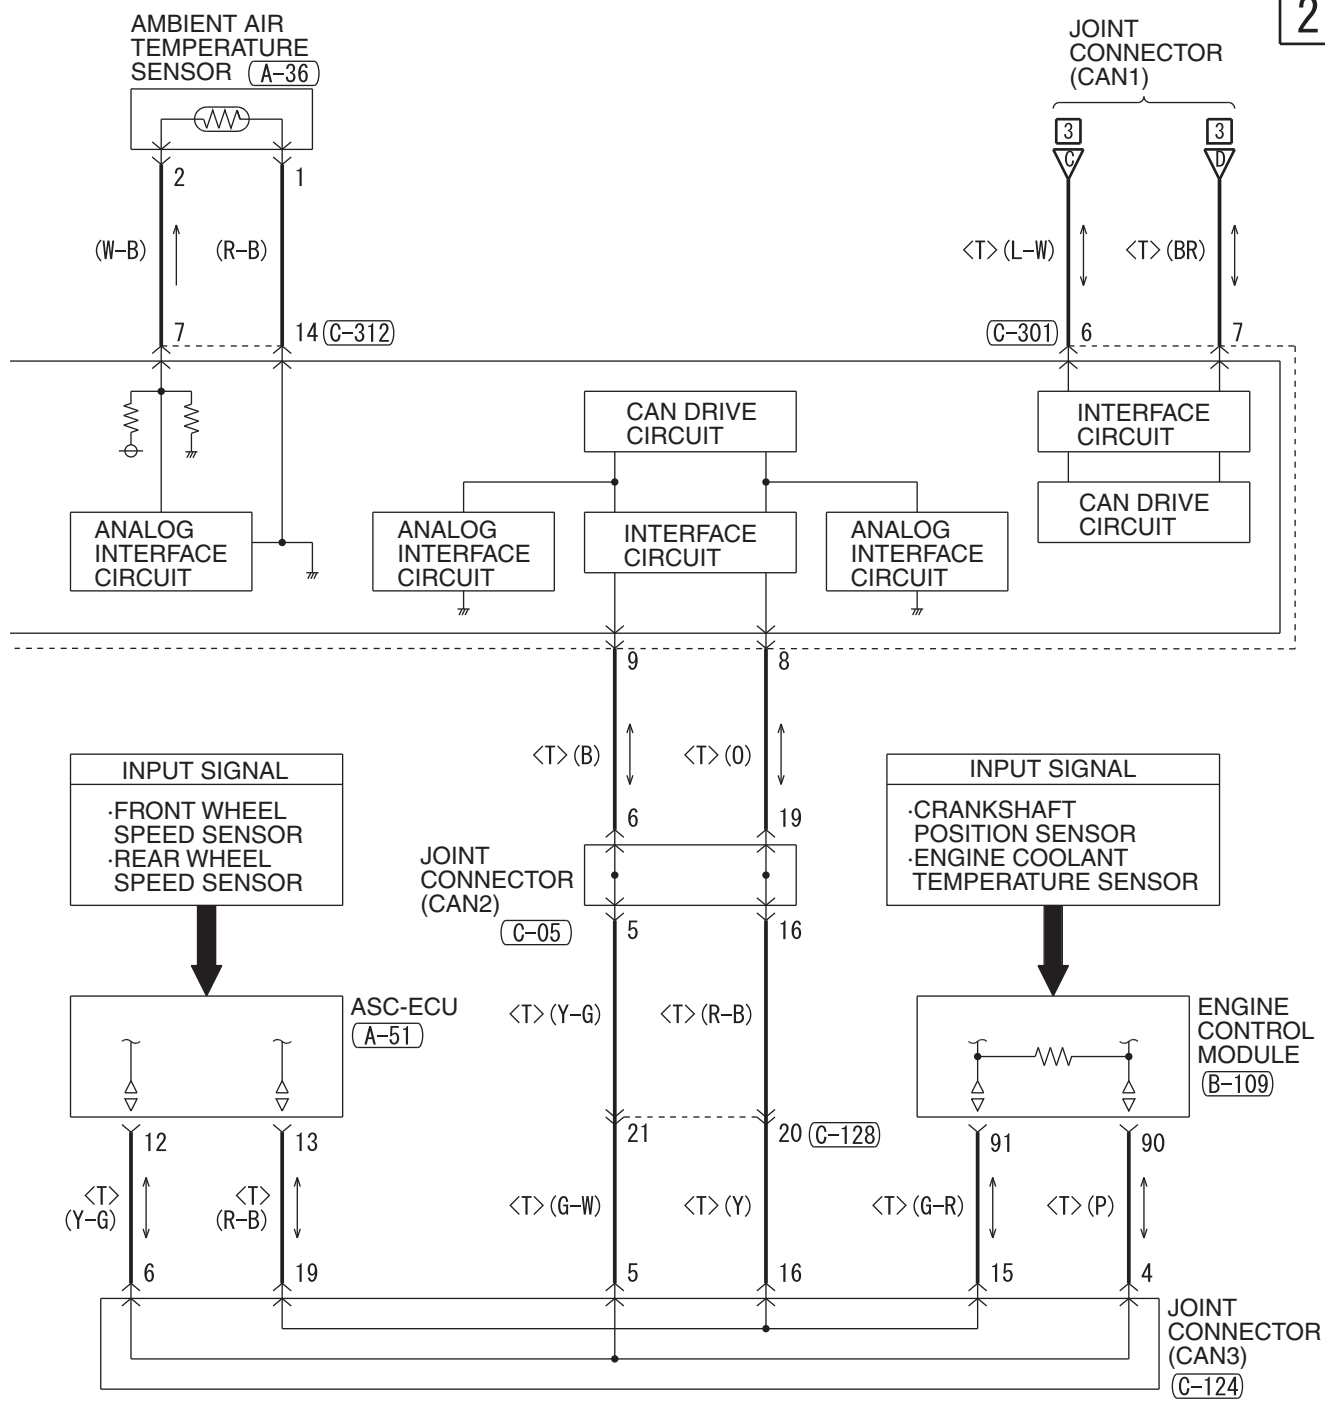 2
AMBIENT AIR
TEMPERATURE
SENSOR (A-36)
JOINT
CONNECTOR
(CAN1)
3 3
C D
2 1
(W-B) (R-B)
<T>(L-W) <T>(BR)
7 14 (C-312)
(C-301) 6 7
CAN DRIVE
CIRCUIT
INTERFACE
CIRCUIT
CAN DRIVE
CIRCUIT
ANALOG
INTERFACE
CIRCUIT
ANALOG
INTERFACE
CIRCUIT
INTERFACE
CIRCUIT
ANALOG
INTERFACE
CIRCUIT
9 8
<T>(B) <T>(O)
6 19
INPUT SIGNAL
·FRONT WHEEL
SPEED SENSOR
·REAR WHEEL
SPEED SENSOR
INPUT SIGNAL
·CRANKSHAFT
POSITION SENSOR
·ENGINE COOLANT
TEMPERATURE SENSOR
JOINT
CONNECTOR
(CAN2)
C-05
5 16
ASC-ECU
A-51
<T>(Y-G) <T>(R-B)
ENGINE
CONTROL
MODULE
B-109
21 20 C-128
12 13
91 90
<T>
(Y-G)
<T>
(R-B)
<T>(G-W) <T>(Y)
<T>(G-R) <T>(P)
6 19 5 16 15 4
JOINT
CONNECTOR
(CAN3)
C-124